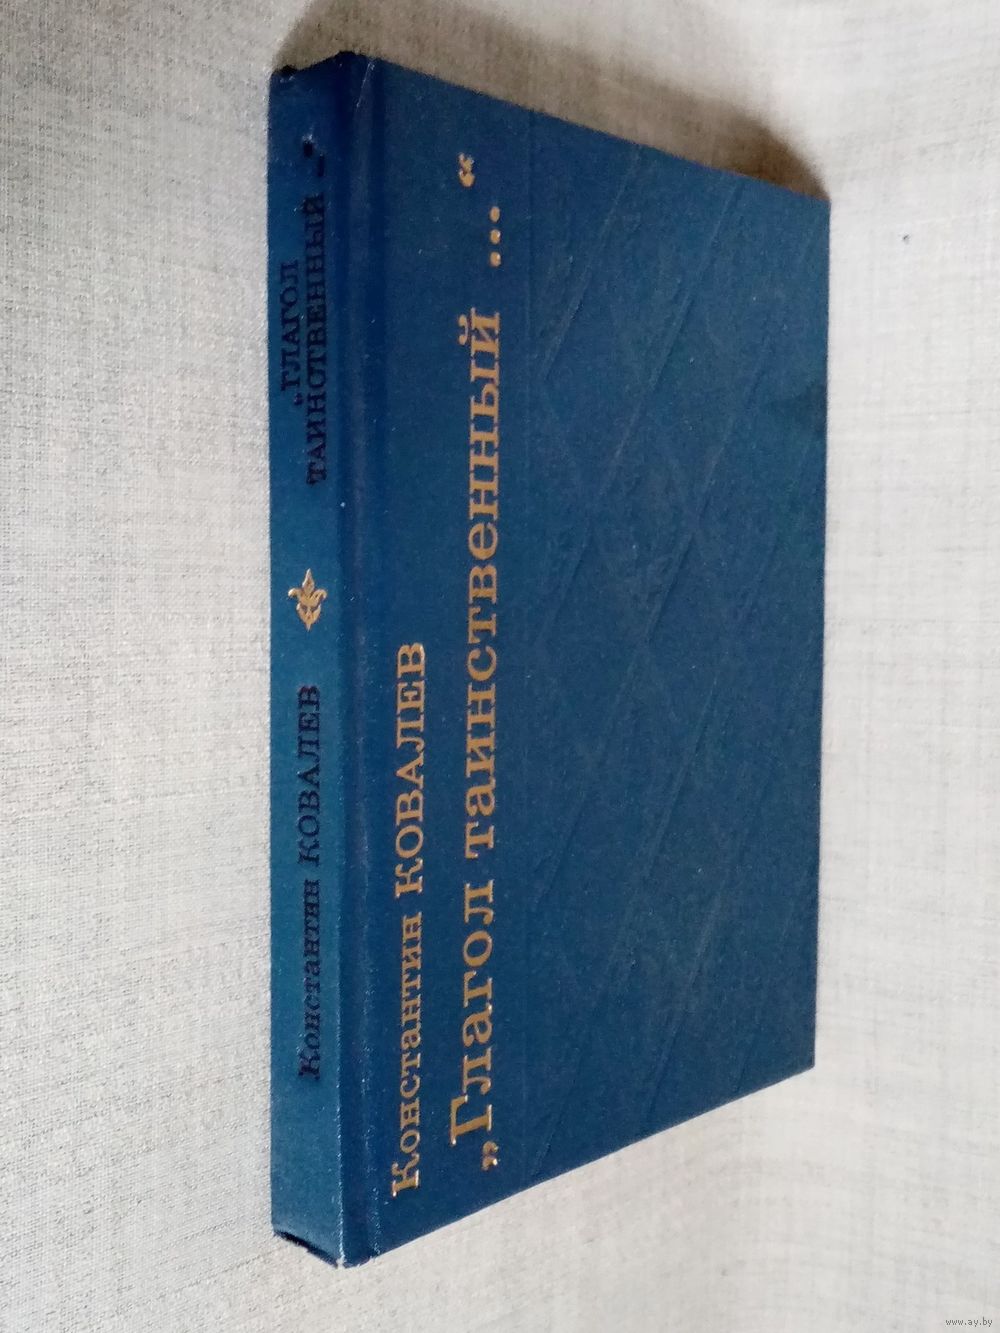 Константин КОВАЛЕВ
„Глагол таинственный ...“
Константин КОВАЛЕВ
„ГЛАГОЛ
ТАИНСТВЕННЫЙ ...“
www.ay.by